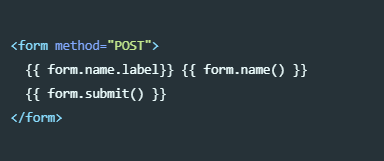 <form method="POST">
{{ form.name.label}} {{ form.name() }}
{{ form.submit() }}
</form>